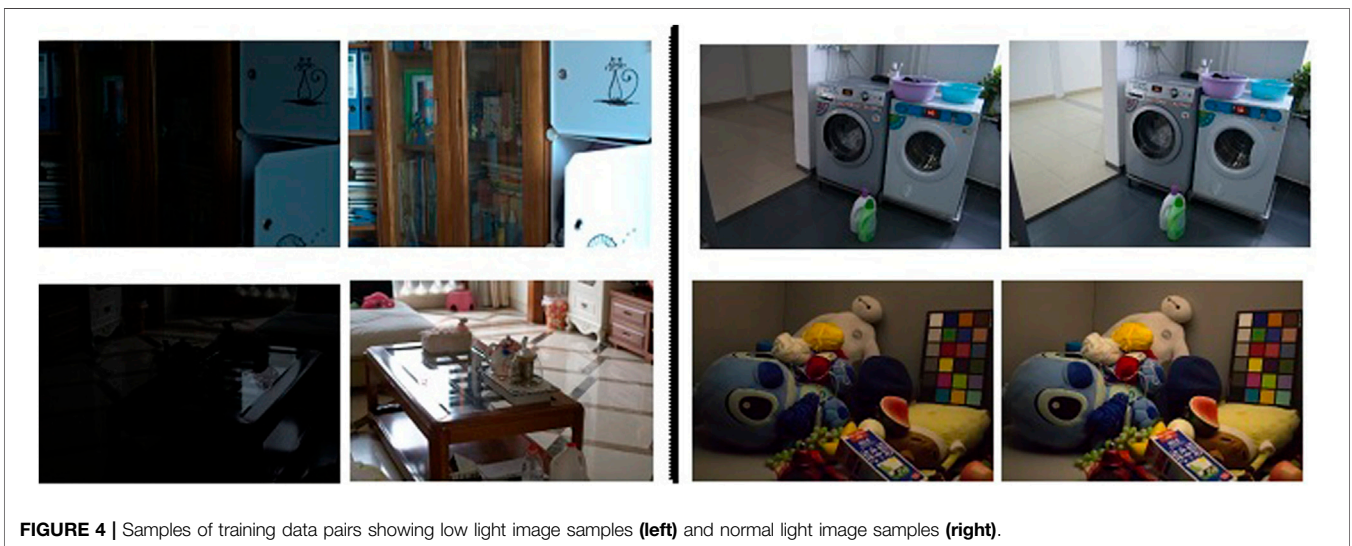 FIGURE 4 | Samples of training data pairs showing low light image samples (left) and normal light image samples (right).